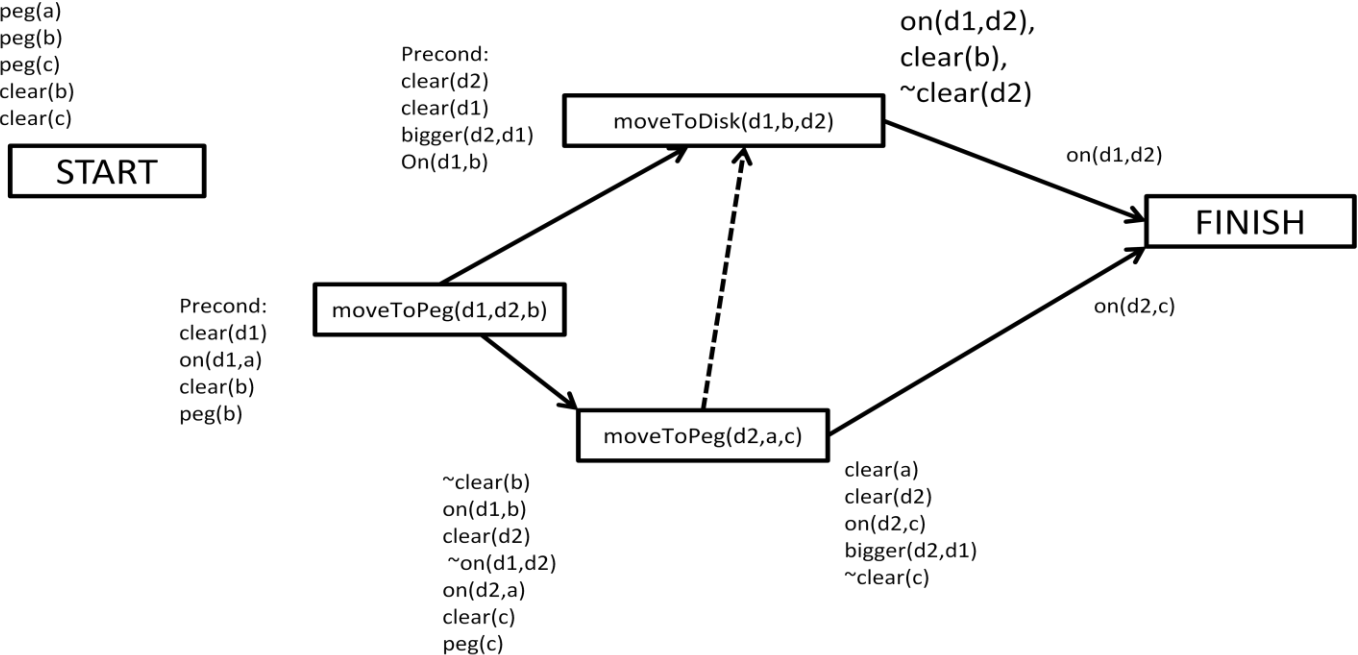 peg(a)
peg(b)
peg(c)
clear(b)
clear(c)
START
Precond:
clear(d2)
clear(d1)
bigger(d2,d1)
On(d1,b)
moveToDisk(d1,b,d2)
on(d1,d2),
clear(b),
~clear(d2)
on(d1,d2)
FINISH
on(d2,c)
Precond:
clear(d1)
on(d1,a)
clear(b)
peg(b)
moveToPeg(d1,d2,b)
moveToPeg(d2,a,c)
~clear(b)
on(d1,b)
clear(d2)
~on(d1,d2)
on(d2,a)
clear(c)
peg(c)
clear(a)
clear(d2)
on(d2,c)
bigger(d2,d1)
~clear(c)